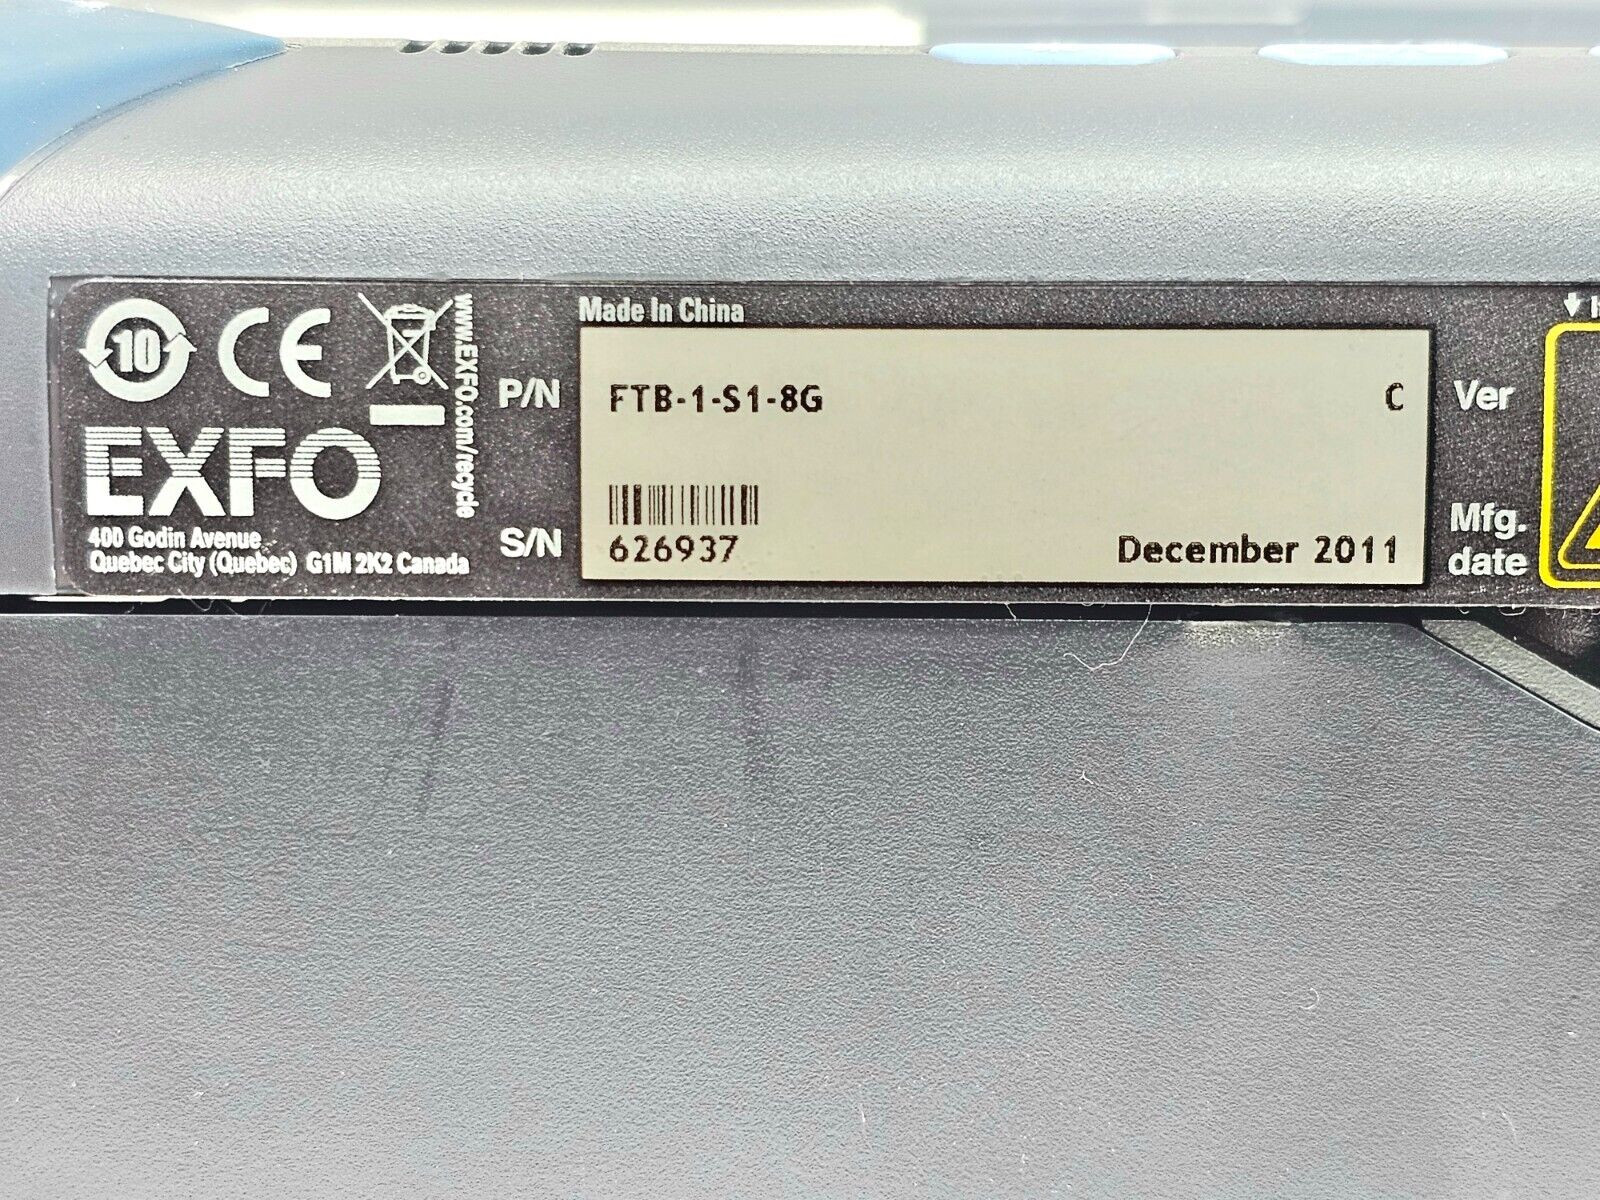 10 CE
www.EXFO.com/recycle
EXFO
400 Godin Avenue
Quebec City (Quebec) G1M 2K2 Canada
Made In China
P/N FTB-1-S1-8G C Ver
S/N 626937 December 2011 Mfg. date